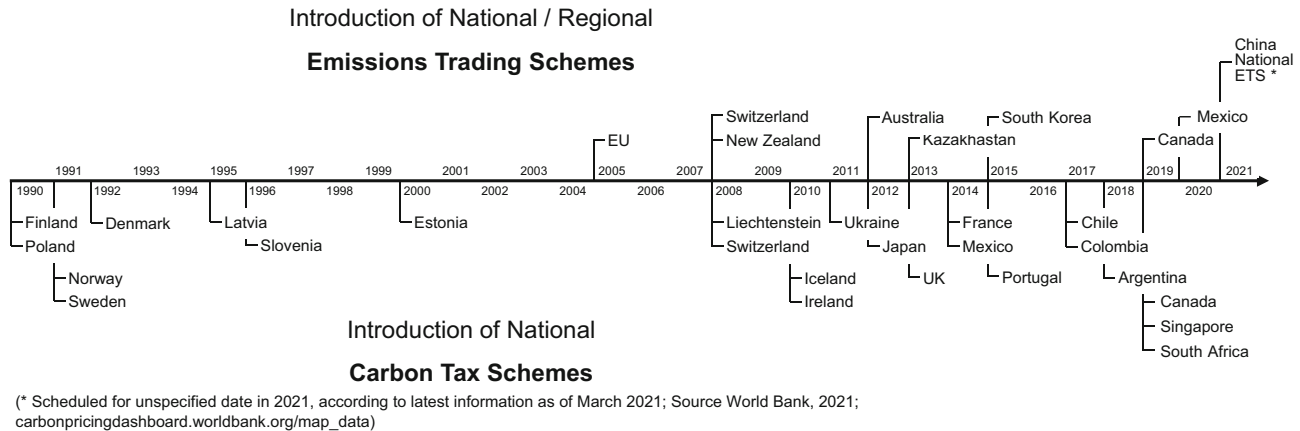 Introduction of National / Regional
Emissions Trading Schemes
China
National
ETS *
Switzerland
Australia
South Korea
Mexico
EU
New Zealand
Kazakhstan
Canada
1991 1993 1995 1997 1999 2001 2003 2005 2007 2009 2011 2013 2015 2017 2019 2021
1990 1992 1994 1996 1998 2000 2002 2004 2006 2008 2010 2012 2014 2016 2018 2020
Finland
Denmark
Latvia
Estonia
Liechtenstein
Ukraine
France
Chile
Poland
Slovenia
Switzerland
Japan
Mexico
Colombia
Norway
Iceland
UK
Portugal
Argentina
Sweden
Ireland
Canada
Singapore
South Africa
Introduction of National
Carbon Tax Schemes
(* Scheduled for unspecified date in 2021, according to latest information as of March 2021; Source World Bank, 2021;
carbonpricingdashboard.worldbank.org/map_data)